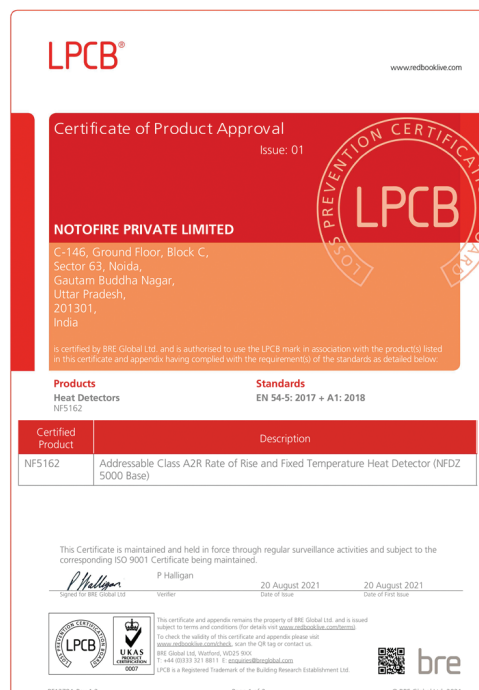 LPCB®
www.redbooklive.com
Certificate of Product Approval
Issue: 01
LOSS PREVENTION CERTIFICATION BOARD
LPCB
NOTOFIRE PRIVATE LIMITED
C-146, Ground Floor, Block C,
Sector 63, Noida,
Gautam Buddha Nagar,
Uttar Pradesh,
201301,
India
is certified by BRE Global Ltd. and is authorised to use the LPCB mark in association with the product(s) listed
in this certificate and appendix having complied with the requirement(s) of the standards as detailed below:
Products
Standards
Heat Detectors
EN 54-5: 2017 + A1: 2018
NF5162
Certified
Product
Description
NF5162
Addressable Class A2R Rate of Rise and Fixed Temperature Heat Detector (NFDZ
5000 Base)
This Certificate is maintained and held in force through regular surveillance activities and subject to the
corresponding ISO 9001 Certificate being maintained.
P Halligan
P Halligan
20 August 2021
20 August 2021
Signed for BRE Global Ltd
Verifier
Date of Issue
Date of First Issue
LOSS PREVENTION CERTIFICATION BOARD
LPCB
UKAS
PRODUCT
CERTIFICATION
0007
This certificate and appendix remains the property of BRE Global Ltd. and is issued
subject to terms and conditions (for details visit www.redbooklive.com/terms)
To check the validity of this certificate and appendix please visit
www.redbooklive.com/check, scan the QR tag or contact us.
BRE Global Ltd, Watford, WD25 9XX
T: +44 (0)333 321 8811 E: enquiries@breglobal.com
LPCB is a Registered Trademark of the Building Research Establishment Ltd.
bre